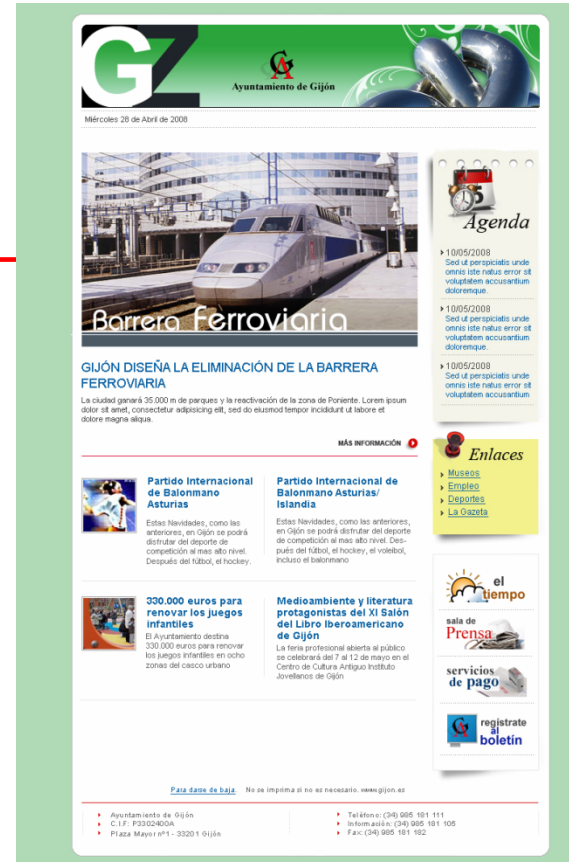 GZ
Ayuntamiento de Gijón
Miércoles 28 de Abril de 2008
Barrera Ferroviaria
GIJÓN DISEÑA LA ELIMINACIÓN DE LA BARRERA
FERROVIARIA
La ciudad ganará 35.000 m de parques y la reactivación de la zona de Poniente. Lorem ipsum
dolor sit amet, consectetur adipisicing elit, sed do eiusmod tempor incididunt ut labore et
dolore magna aliqua.
MÁS INFORMACIÓN
Partido Internacional
de Balonmano
Asturias
Estas Navidades, como las
anteriores, en Gijón se podrá
disfrutar del deporte de
competición al mas alto nivel.
Después del fútbol, el hockey.
Partido Internacional de
Balonmano Asturias/
Islandia
Estas Navidades, como las anteriores,
en Gijón se podrá disfrutar del deporte
de competición al mas alto nivel. Des-
pués del fútbol, el hockey, el voleibol,
incluso el balonmano
330.000 euros para
renovar los juegos
infantiles
El Ayuntamiento destina
330.000 euros para renovar
los juegos infantiles en ocho
zonas del casco urbano
Medioambiente y literatura
protagonistas del XI Salón
del Libro Iberoamericano
de Gijón
La feria profesional abierta al público
se celebrará del 7 al 12 de mayo en el
Centro de Cultura Antiguo Instituto
Jovellanos de Gijón
Agenda
10/05/2008
Sed ut perspiciatis unde
omnis iste natus error sit
voluptatem accusantium
doloremque.
10/05/2008
Sed ut perspiciatis unde
omnis iste natus error sit
voluptatem accusantium
doloremque.
10/05/2008
Sed ut perspiciatis unde
omnis iste natus error sit
voluptatem accusantium
Enlaces
Museos
Empleo
Deportes
La Gazeta
el
tiempo
sala de
Prensa
servicios
de pago
registrate
al
boletín
Para darse de baja. No se imprima si no es necesario. www.gijon.es
Ayuntamiento de Gijón
C.I.F: P3302400A
Plaza Mayor nº1 - 33201 Gijón
Teléfono: (34) 985 181 111
Información: (34) 985 181 105
Fax: (34) 985 181 182